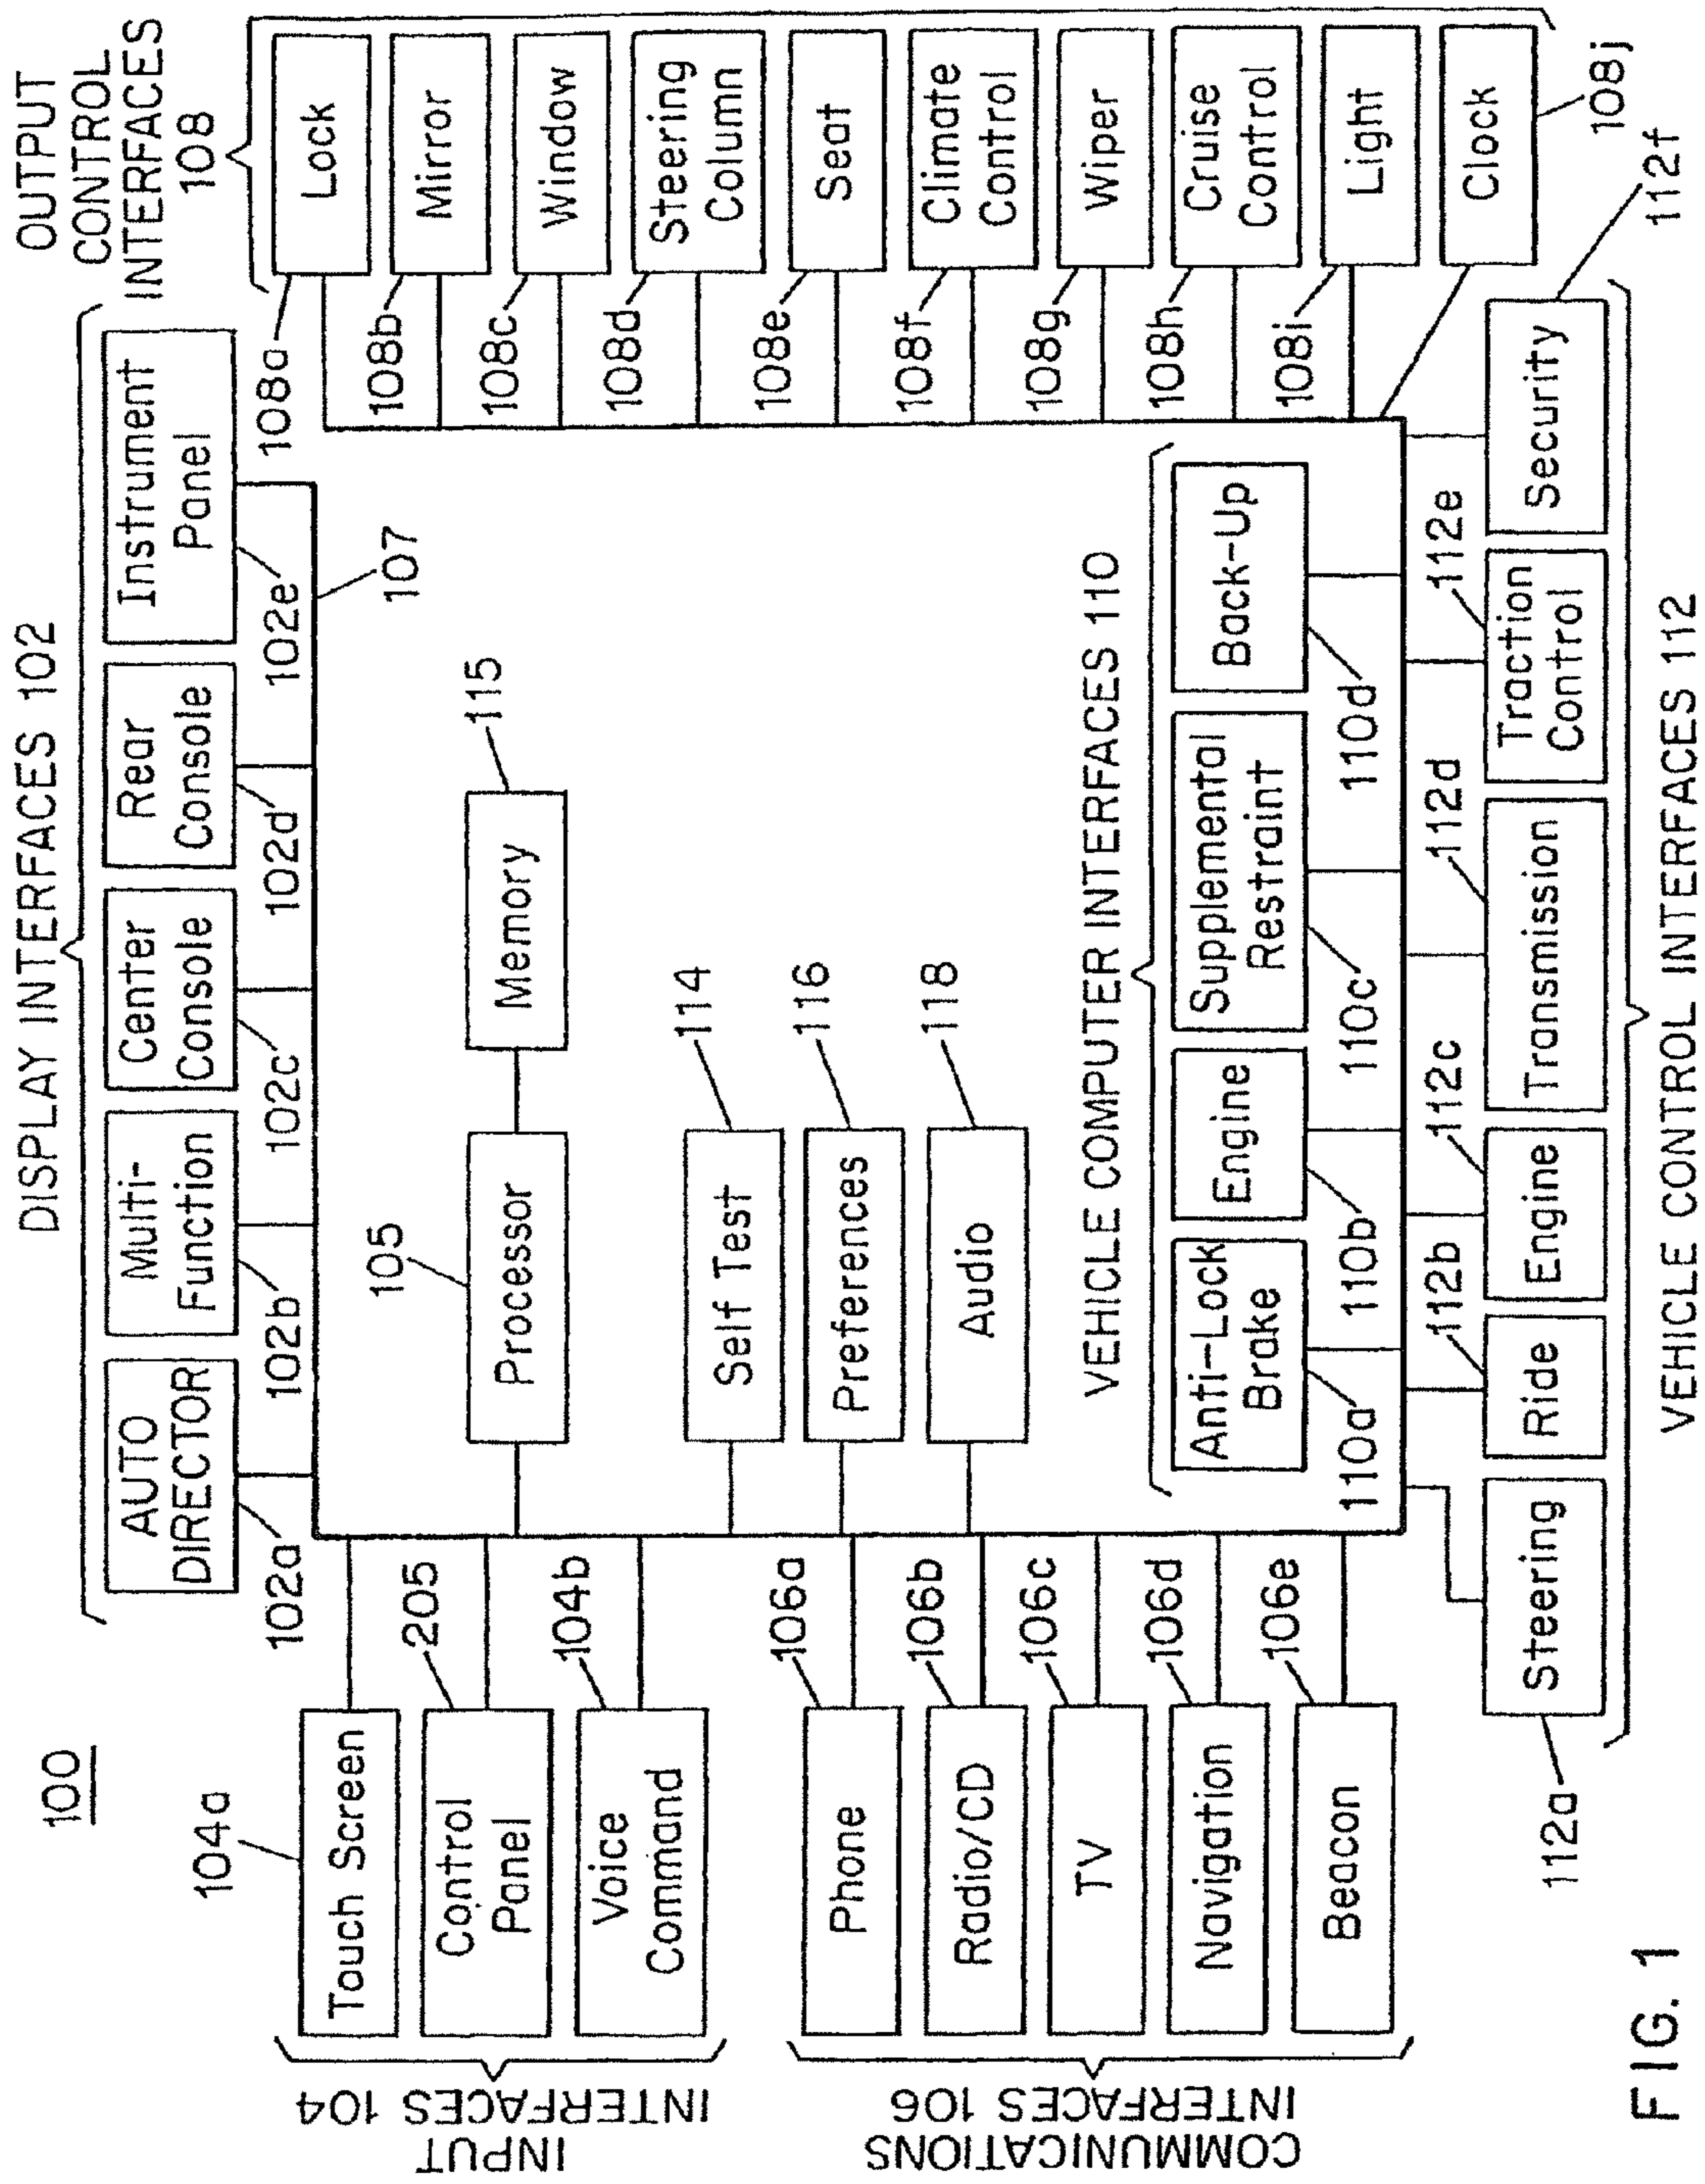 100
DISPLAY INTERFACES 102
AUTO
DIRECTOR
102a
Multi-
Function
102b
Center
Console
102c
Rear
Console
102d
Instrument
Panel
102e
107
OUTPUT
CONTROL
INTERFACES
108
Lock
108a
Mirror
108b
Window
108c
Steering
Column
108d
Seat
108e
Climate
Control
108f
Wiper
108g
Cruise
Control
108h
Light
108i
Clock
108j
INPUT
INTERFACES 104
104a
Touch Screen
Control
Panel
205
Voice
Command
104b
COMMUNICATIONS
INTERFACES 106
Phone
106a
Radio/CD
106b
TV
106c
Navigation
106d
Beacon
106e
105
Processor
Memory
115
Self Test
114
Preferences
116
Audio
118
VEHICLE COMPUTER INTERFACES 110
Anti-Lock
Brake
110a
Engine
110b
Supplemental
Restraint
110c
Back-Up
110d
Steering
112a
Ride
112b
Engine
112c
Transmission
112d
Traction
Control
112e
Security
112f
VEHICLE CONTROL INTERFACES 112
FIG. 1